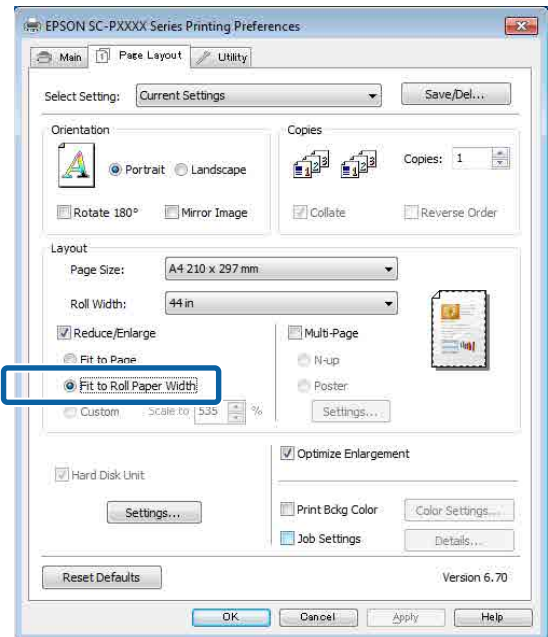 EPSON SC-PXXXX Series Printing Preferences
Main Page Layout Utility
Select Setting: Current Settings Save/Del...
Orientation Copies
Portrait Landscape Copies: 1
Rotate 180° Mirror Image Collate Reverse Order
Layout
Page Size: A4 210 x 297 mm
Roll Width: 44 in
Reduce/Enlarge Multi-Page
Fit to Page N-up
Fit to Roll Paper Width Poster
Custom Scale to 535 % Settings...
Optimize Enlargement
Hard Disk Unit
Settings... Print Bckg Color Color Settings...
Job Settings Details...
Reset Defaults Version 6.70
OK Cancel Apply Help